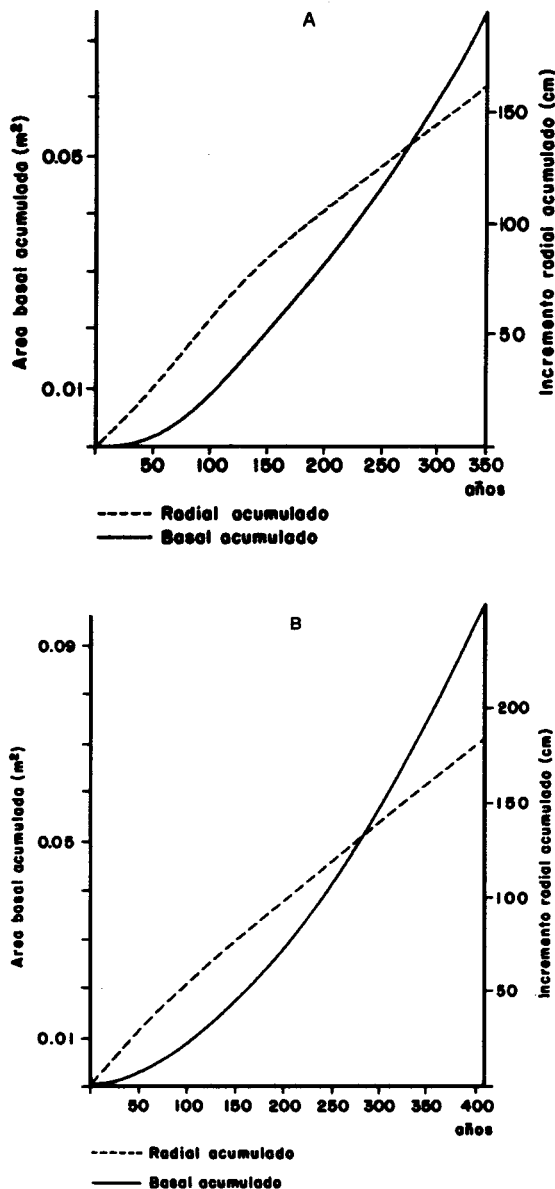 A
Area basal acumulada (m²)
0.05
0.01
Incremento radial acumulado (cm)
150
100
50
50 100 150 200 250 300 350
años
Radial acumulado
Basal acumulado
B
Area basal acumulada (m²)
0.09
0.05
0.01
Incremento radial acumulado (cm)
200
150
100
50
50 100 150 200 250 300 350 400
años
Radial acumulado
Basal acumulado